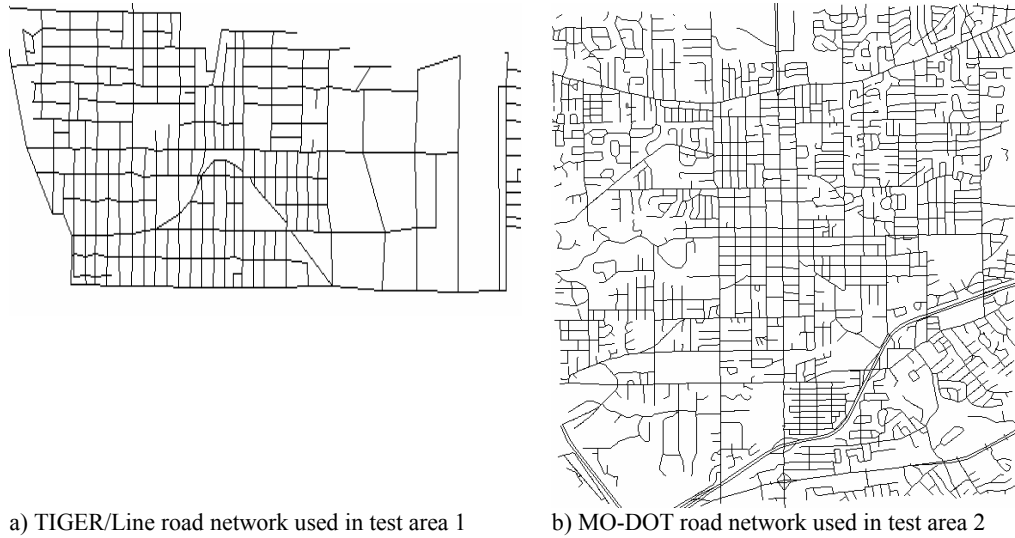 a) TIGER/Line road network used in test area 1
b) MO-DOT road network used in test area 2